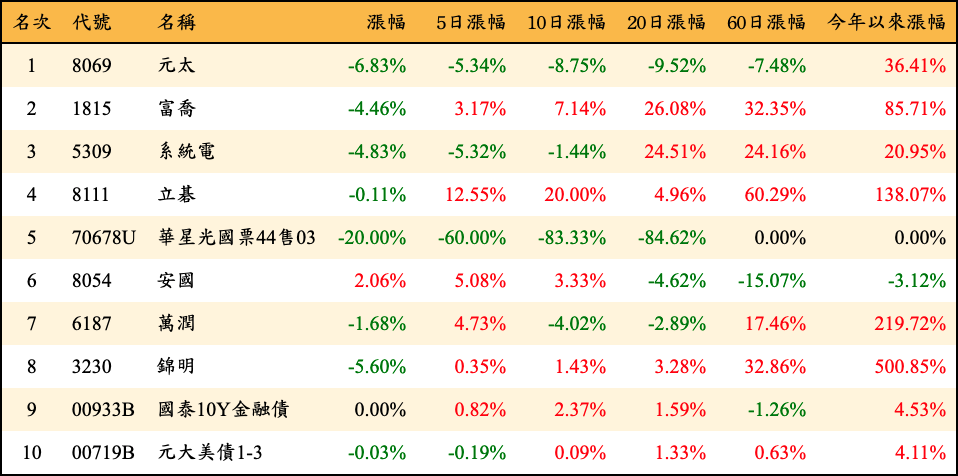 名次 代號 名稱 漲幅 5日漲幅 10日漲幅 20日漲幅 60日漲幅 今年以來漲幅
1 8069 元太 -6.83% -5.34% -8.75% -9.52% -7.48% 36.41%
2 1815 富喬 -4.46% 3.17% 7.14% 26.08% 32.35% 85.71%
3 5309 系統電 -4.83% -5.32% -1.44% 24.51% 24.16% 20.95%
4 8111 立碁 -0.11% 12.55% 20.00% 4.96% 60.29% 138.07%
5 70678U 華星光國票44售03 -20.00% -60.00% -83.33% -84.62% 0.00% 0.00%
6 8054 安國 2.06% 5.08% 3.33% -4.62% -15.07% -3.12%
7 6187 萬潤 -1.68% 4.73% -4.02% -2.89% 17.46% 219.72%
8 3230 錦明 -5.60% 0.35% 1.43% 3.28% 32.86% 500.85%
9 00933B 國泰10Y金融債 0.00% 0.82% 2.37% 1.59% -1.26% 4.53%
10 00719B 元大美債1-3 -0.03% -0.19% 0.09% 1.33% 0.63% 4.11%